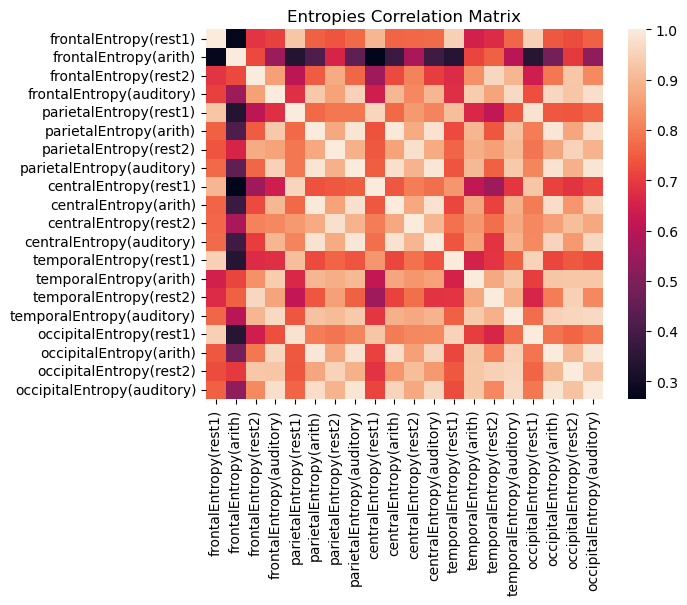 Entropies Correlation Matrix
frontalEntropy(rest1)
frontalEntropy(arith)
frontalEntropy(rest2)
frontalEntropy(auditory)
parietalEntropy(rest1)
parietalEntropy(arith)
parietalEntropy(rest2)
parietalEntropy(auditory)
centralEntropy(rest1)
centralEntropy(arith)
centralEntropy(rest2)
centralEntropy(auditory)
temporalEntropy(rest1)
temporalEntropy(arith)
temporalEntropy(rest2)
temporalEntropy(auditory)
occipitalEntropy(rest1)
occipitalEntropy(arith)
occipitalEntropy(rest2)
occipitalEntropy(auditory)
frontalEntropy(rest1)
frontalEntropy(arith)
frontalEntropy(rest2)
frontalEntropy(auditory)
parietalEntropy(rest1)
parietalEntropy(arith)
parietalEntropy(rest2)
parietalEntropy(auditory)
centralEntropy(rest1)
centralEntropy(arith)
centralEntropy(rest2)
centralEntropy(auditory)
temporalEntropy(rest1)
temporalEntropy(arith)
temporalEntropy(rest2)
temporalEntropy(auditory)
occipitalEntropy(rest1)
occipitalEntropy(arith)
occipitalEntropy(rest2)
occipitalEntropy(auditory)
1.0
0.9
0.8
0.7
0.6
0.5
0.4
0.3